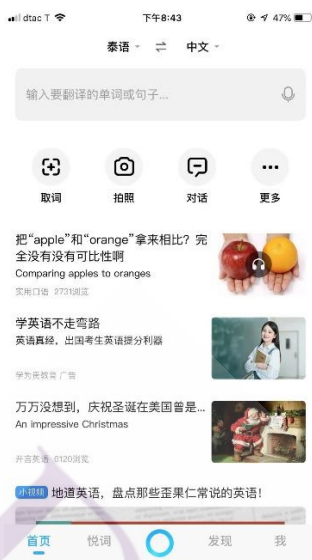 dtac T 下午8:43 47%
泰语 中文
输入要翻译的单词或句子...
取词 拍照 对话 更多
把“apple”和“orange”拿来相比？完
全没有没有可比性啊
Comparing apples to oranges
实用口语 2731浏览
学英语不走弯路
英语真经，出国考生英语提分利器
学为贵教育 广告
万万没想到，庆祝圣诞在美国曾是...
An impressive Christmas
开言英语 6120浏览
小视频 地道英语，盘点那些歪果仁常说的英语！
首页 悦词 发现 我